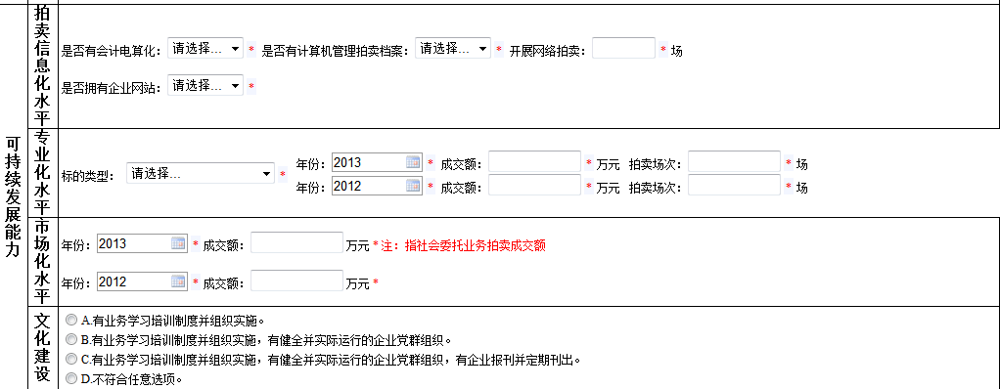 可持续发展能力
拍卖信息化水平
是否有会计电算化： 请选择... * 是否有计算机管理拍卖档案： 请选择... * 开展网络拍卖： * 场
是否拥有企业网站： 请选择... *
专业化水平
标的类型： 请选择... *
年份： 2013 * 成交额： * 万元 拍卖场次： * 场
年份： 2012 * 成交额： * 万元 拍卖场次： * 场
市场化水平
年份： 2013 * 成交额： 万元 * 注：指社会委托业务拍卖成交额
年份： 2012 * 成交额： 万元 *
文化建设
A.有业务学习培训制度并组织实施。
B.有业务学习培训制度并组织实施，有健全并实际运行的企业党群组织。
C.有业务学习培训制度并组织实施，有健全并实际运行的企业党群组织，有企业报刊并定期刊出。
D.不符合任意选项。